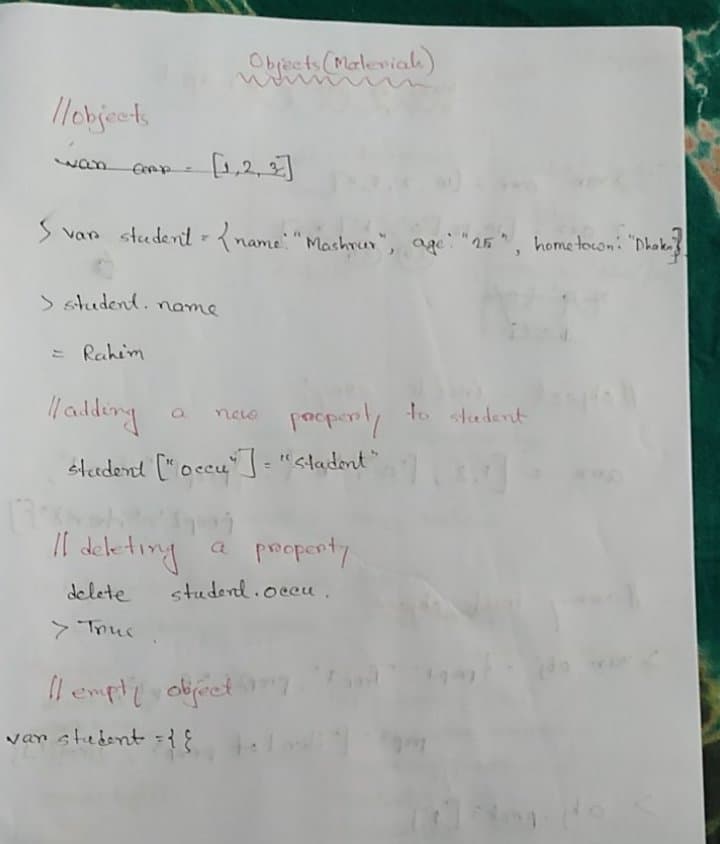 Objects (Materials)
//objects
var arr = [1, 2, 3]
> var student = {name: "Mashrur", age: "25", hometown: "Dhaka"}
> student. name
= Rahim
//adding a new property to student
student ["occu"] = "student"
// deleting a property
delete student.occu.
> True.
// empty object
var student = { }